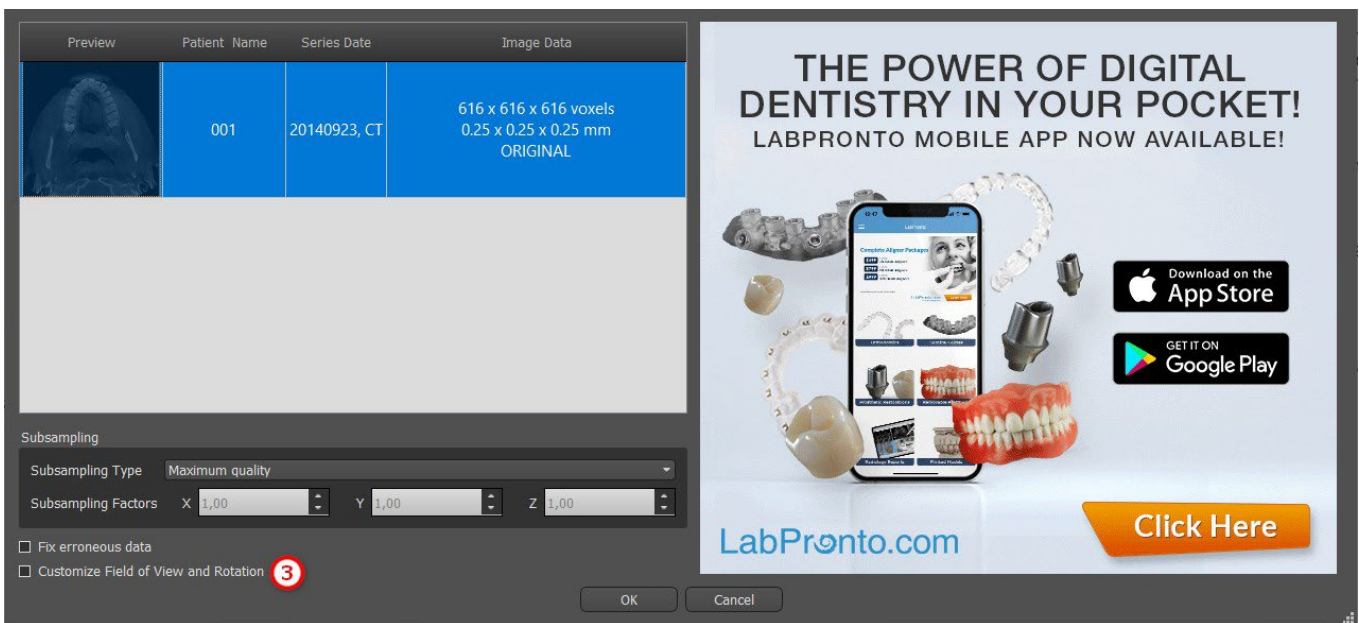 Preview Patient Name Series Date Image Data
001 20140923, CT
616 x 616 x 616 voxels
0.25 x 0.25 x 0.25 mm
ORIGINAL
Subsampling
Subsampling Type Maximum quality
Subsampling Factors X 1,00 Y 1,00 Z 1,00
Fix erroneous data
Customize Field of View and Rotation 3
OK Cancel
THE POWER OF DIGITAL
DENTISTRY IN YOUR POCKET!
LABPRONTO MOBILE APP NOW AVAILABLE!
Complete Aligner Packages
Download on the
App Store
GET IT ON
Google Play
LabPronto.com
Click Here